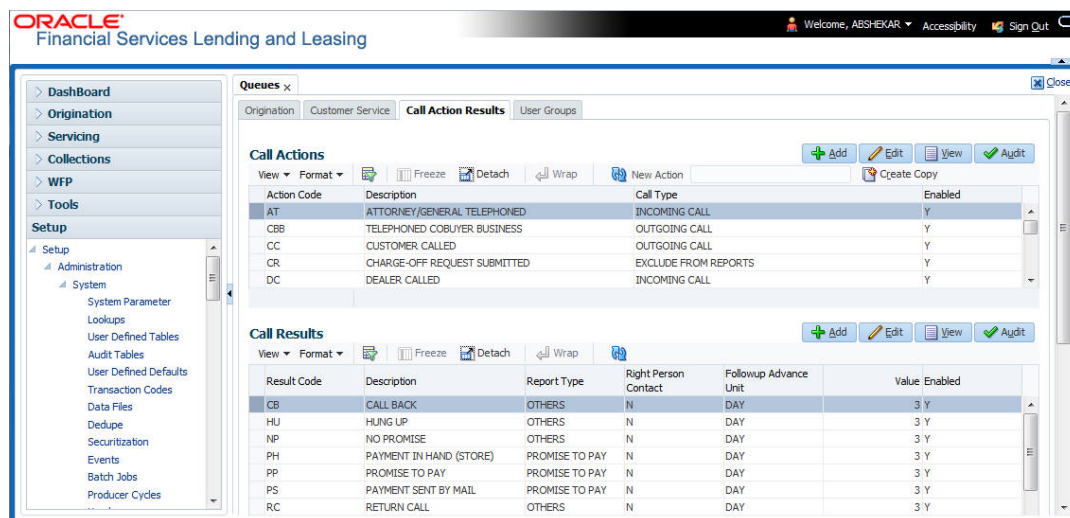 ORACLE®
Financial Services Lending and Leasing
Welcome, ABSHEKAR Accessibility Sign Out
Close
DashBoard
Origination
Servicing
Collections
WFP
Tools
Setup
Setup
Administration
System
System Parameter
Lookups
User Defined Tables
Audit Tables
User Defined Defaults
Transaction Codes
Data Files
Dedupe
Securitization
Events
Batch Jobs
Producer Cycles
Queues
Origination Customer Service Call Action Results User Groups
Call Actions Add Edit View Audit
View Format Freeze Detach Wrap New Action Create Copy
Action Code Description Call Type Enabled
AT ATTORNEY/GENERAL TELEPHONED INCOMING CALL Y
CBB TELEPHONED COBUYER BUSINESS OUTGOING CALL Y
CC CUSTOMER CALLED OUTGOING CALL Y
CR CHARGE-OFF REQUEST SUBMITTED EXCLUDE FROM REPORTS Y
DC DEALER CALLED INCOMING CALL Y
Call Results Add Edit View Audit
View Format Freeze Detach Wrap
Result Code Description Report Type Right Person Contact Followup Advance Unit Value Enabled
CB CALL BACK OTHERS N DAY 3 Y
HU HUNG UP OTHERS N DAY 3 Y
NP NO PROMISE OTHERS N DAY 3 Y
PH PAYMENT IN HAND (STORE) PROMISE TO PAY N DAY 3 Y
PP PROMISE TO PAY PROMISE TO PAY N DAY 3 Y
PS PAYMENT SENT BY MAIL PROMISE TO PAY N DAY 3 Y
RC RETURN CALL OTHERS N DAY 3 Y